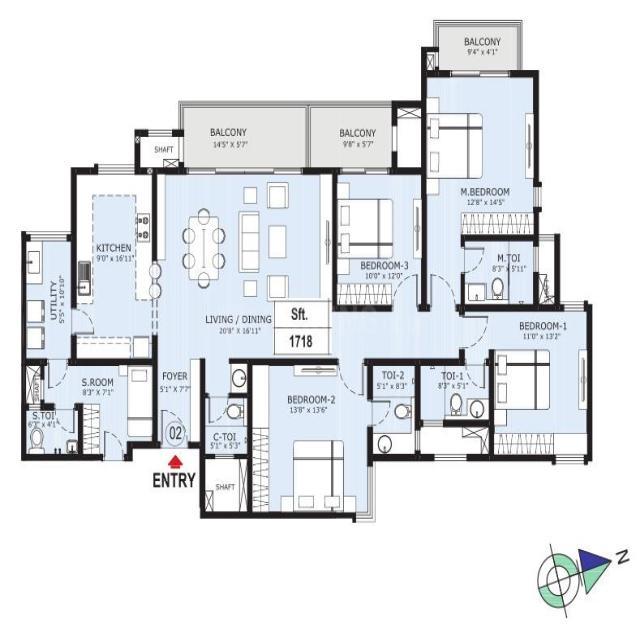 BALCONY
9'4" x 4'1"
BALCONY
14'5" X 5'7"
BALCONY
9'8" x 5'7"
SHAFT
M.BEDROOM
12'8" x 14'5"
KITCHEN
9'0" x 16'11"
BEDROOM-3
10'0" x 12'0"
M.TOI
8'3" x 5'11"
UTILITY
5'5" x 10'10"
LIVING / DINING
20'8" x 16'11"
Sft.
1718
BEDROOM-1
11'0" x 13'2"
SHAFT
S.ROOM
8'3" x 7'1"
FOYER
5'1" X 7'7"
TOI-2
5'1" x 8'3"
TOI-1
8'3" x 5'1"
BEDROOM-2
13'8" x 13'6"
S.TOI
6'2" x 4'1"
02
C-TOI
5'1" x 5'3"
ENTRY
SHAFT
N